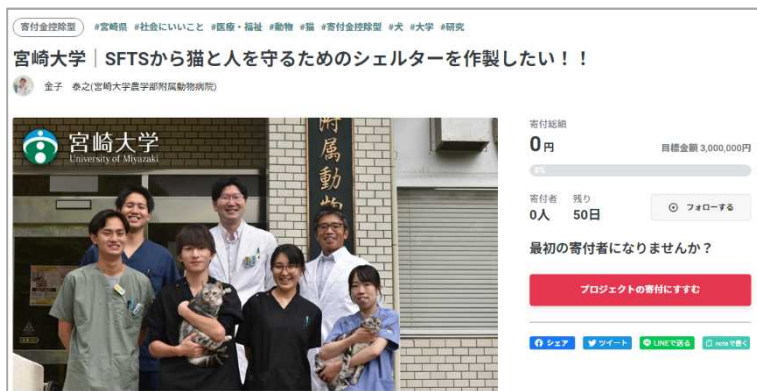 寄付金控除型 #宮崎県 #社会にいいこと #医療・福祉 #動物 #猫 #寄付金控除型 #犬 #大学 #研究
宮崎大学｜SFTSから猫と人を守るためのシェルターを作製したい！！
金子 泰之(宮崎大学農学部附属動物病院)
宮崎大学
University of Miyazaki
附属動物
寄付総額
0円
目標金額 3,000,000円
0%
寄付者 残り
0人 50日
フォローする
最初の寄付者になりませんか？
プロジェクトの寄付にすすむ
シェア ツイート LINEで送る noteで書く